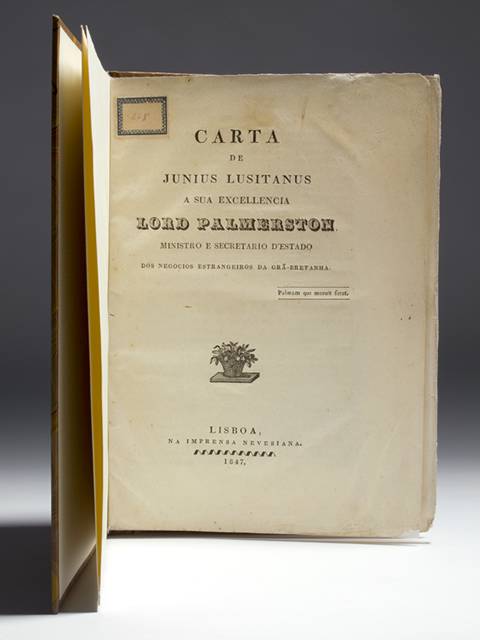 268
CARTA
DE
JUNIUS LUSITANUS
A SUA EXCELLENCIA
LORD PALMERSTON,
MINISTRO E SECRETARIO D'ESTADO
DOS NEGOCIOS ESTRANGEIROS DA GRÃ-BRETANHA.
Palmam qui meruit ferat.
LISBOA,
NA IMPRENSA NEVESIANA.
1847.